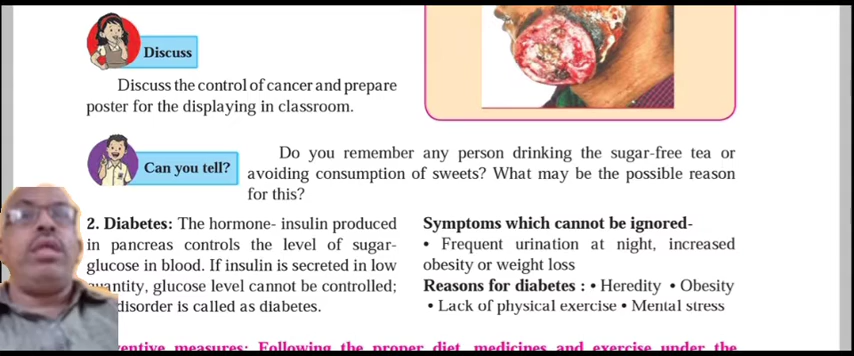 Discuss
Discuss the control of cancer and prepare
poster for the displaying in classroom.
Can you tell?
Do you remember any person drinking the sugar-free tea or
avoiding consumption of sweets? What may be the possible reason
for this?
2. Diabetes: The hormone- insulin produced
in pancreas controls the level of sugar-
glucose in blood. If insulin is secreted in low
quantity, glucose level cannot be controlled;
disorder is called as diabetes.
Symptoms which cannot be ignored-
• Frequent urination at night, increased
obesity or weight loss
Reasons for diabetes : • Heredity • Obesity
• Lack of physical exercise • Mental stress
measures: Following the proper diet, medicines and exercise under the